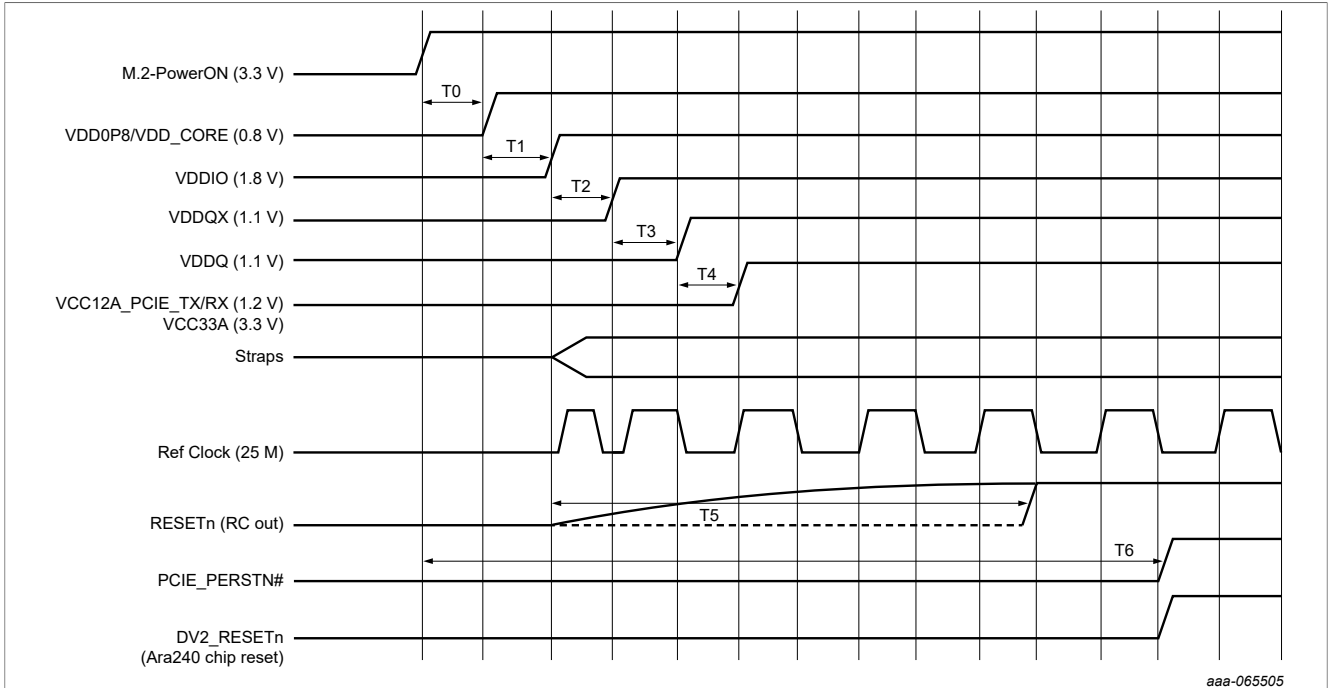 M.2-PowerON (3.3 V)
T0
VDD0P8/VDD_CORE (0.8 V)
T1
VDDIO (1.8 V)
T2
VDDQX (1.1 V)
T3
VDDQ (1.1 V)
T4
VCC12A_PCIE_TX/RX (1.2 V)
VCC33A (3.3 V)
Straps
Ref Clock (25 M)
RESETn (RC out)
T5
T6
PCIE_PERSTN#
DV2_RESETn
(Ara240 chip reset)
aaa-065505